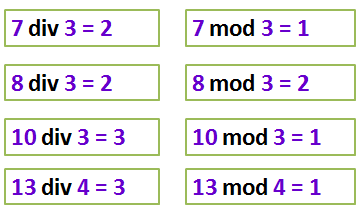 7 div 3 = 2
7 mod 3 = 1
8 div 3 = 2
8 mod 3 = 2
10 div 3 = 3
10 mod 3 = 1
13 div 4 = 3
13 mod 4 = 1